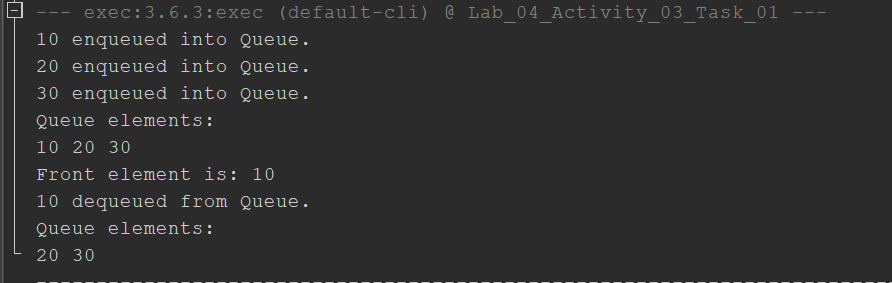 --- exec:3.6.3:exec (default-cli) @ Lab_04_Activity_03_Task_01 ---
10 enqueued into Queue.
20 enqueued into Queue.
30 enqueued into Queue.
Queue elements:
10 20 30
Front element is: 10
10 dequeued from Queue.
Queue elements:
20 30